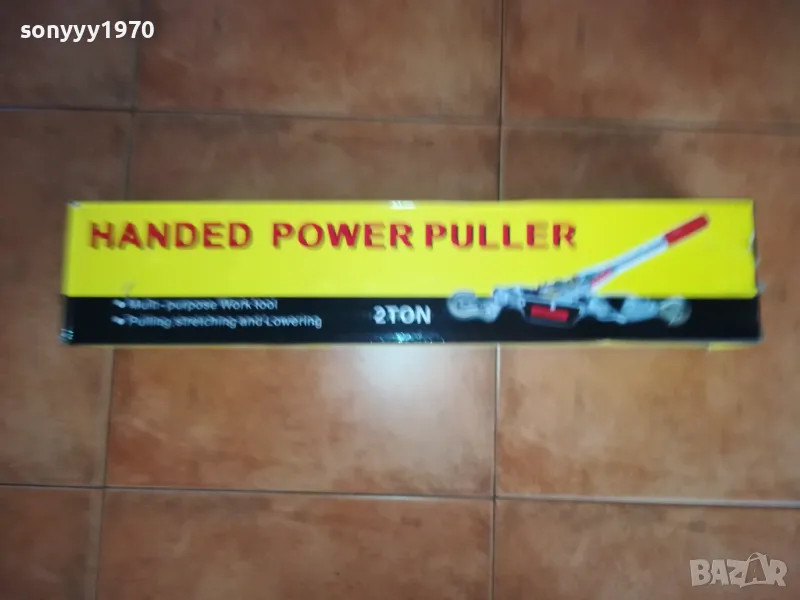 sonyyy1970
HANDED POWER PULLER
Multi-purpose Work tool
Pulling, stretching and Lowering
2TON
BAZAR